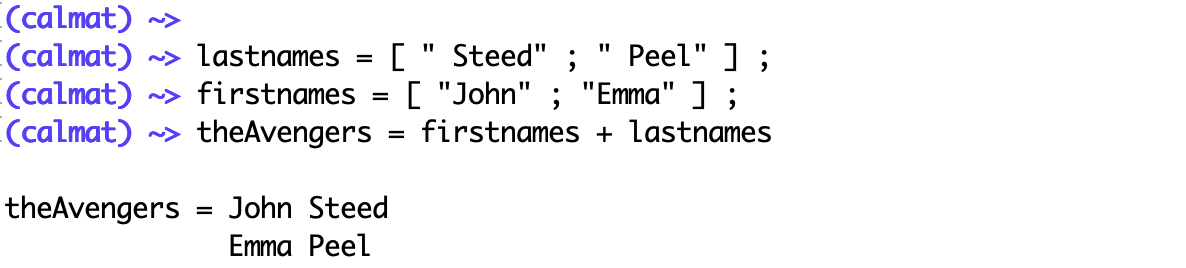 (calmat) ~>
(calmat) ~> lastnames = [ " Steed" ; " Peel" ] ;
(calmat) ~> firstnames = [ "John" ; "Emma" ] ;
(calmat) ~> theAvengers = firstnames + lastnames
theAvengers = John Steed
Emma Peel